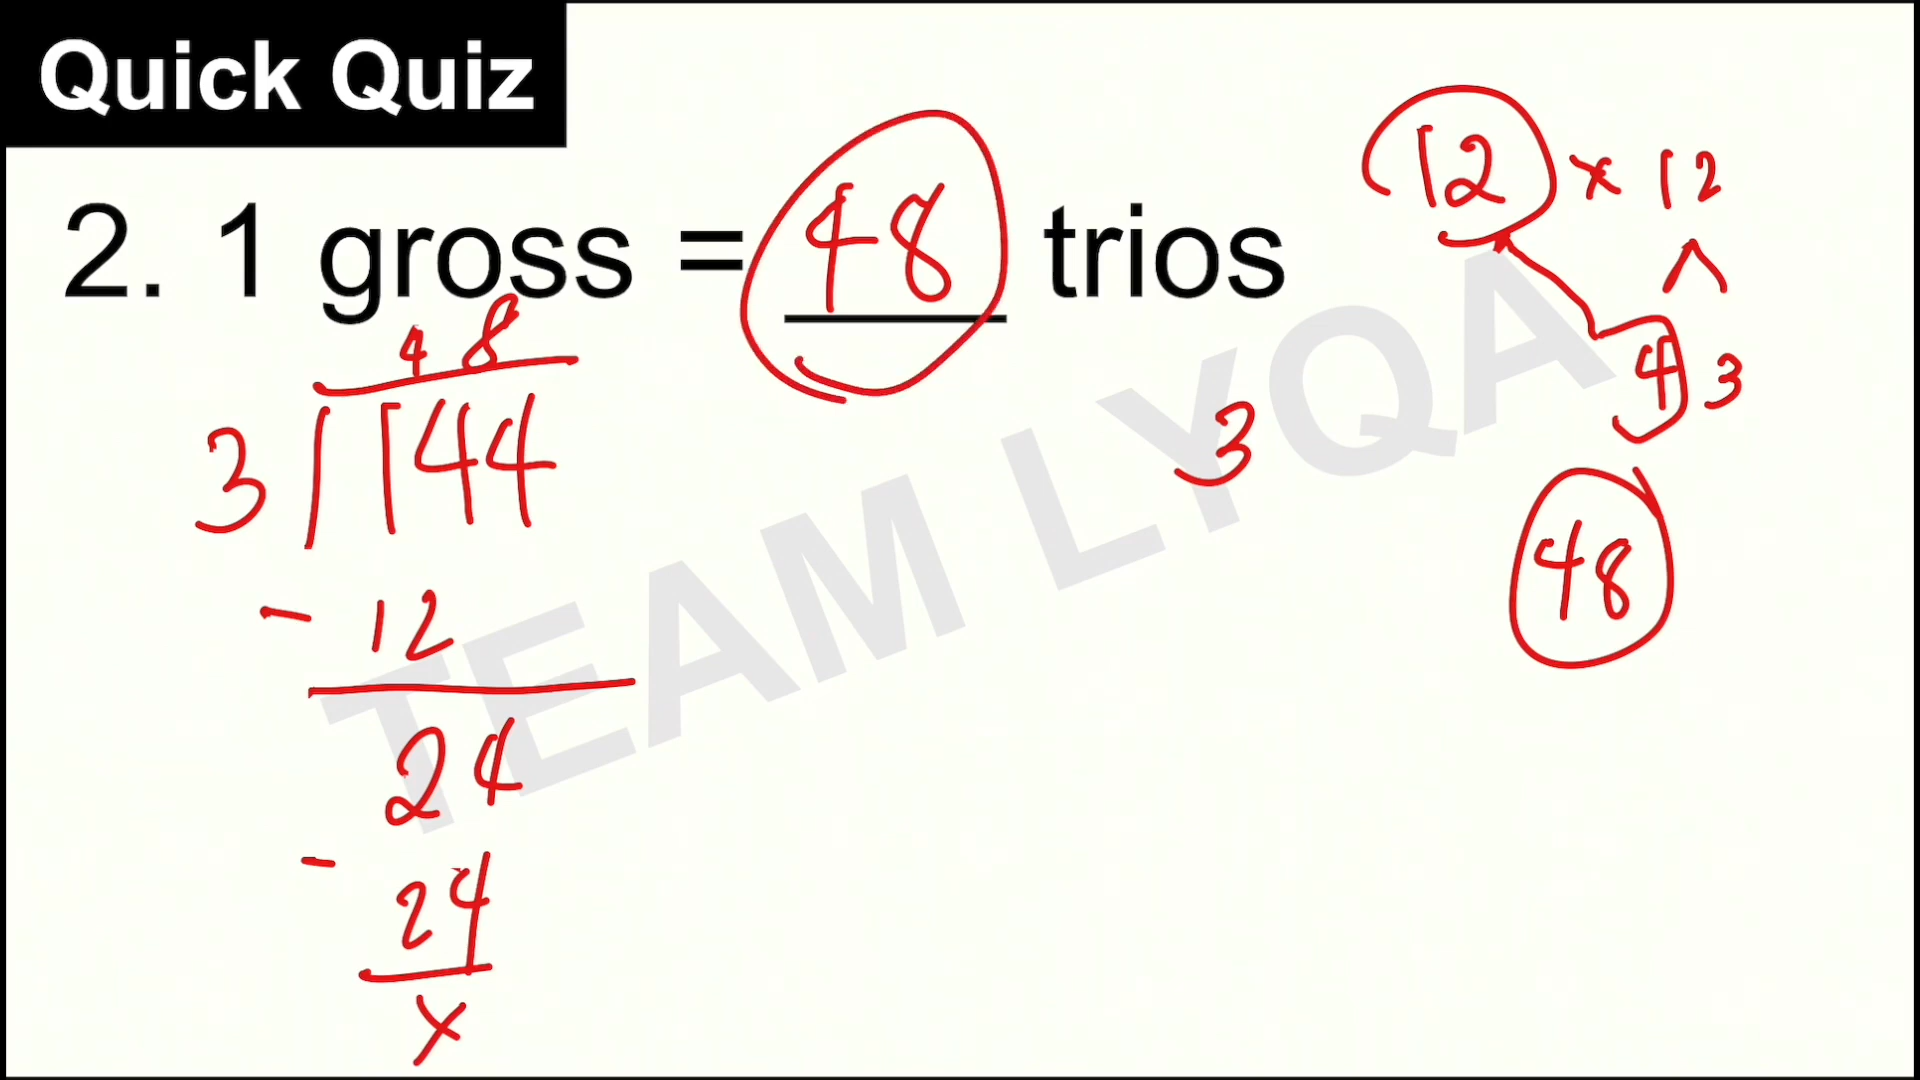 Quick Quiz
2. 1 gross = 48 trios
12 x 12
4 3
48
3
48
3 144
- 12
24
- 24
x
TEAM LYQA